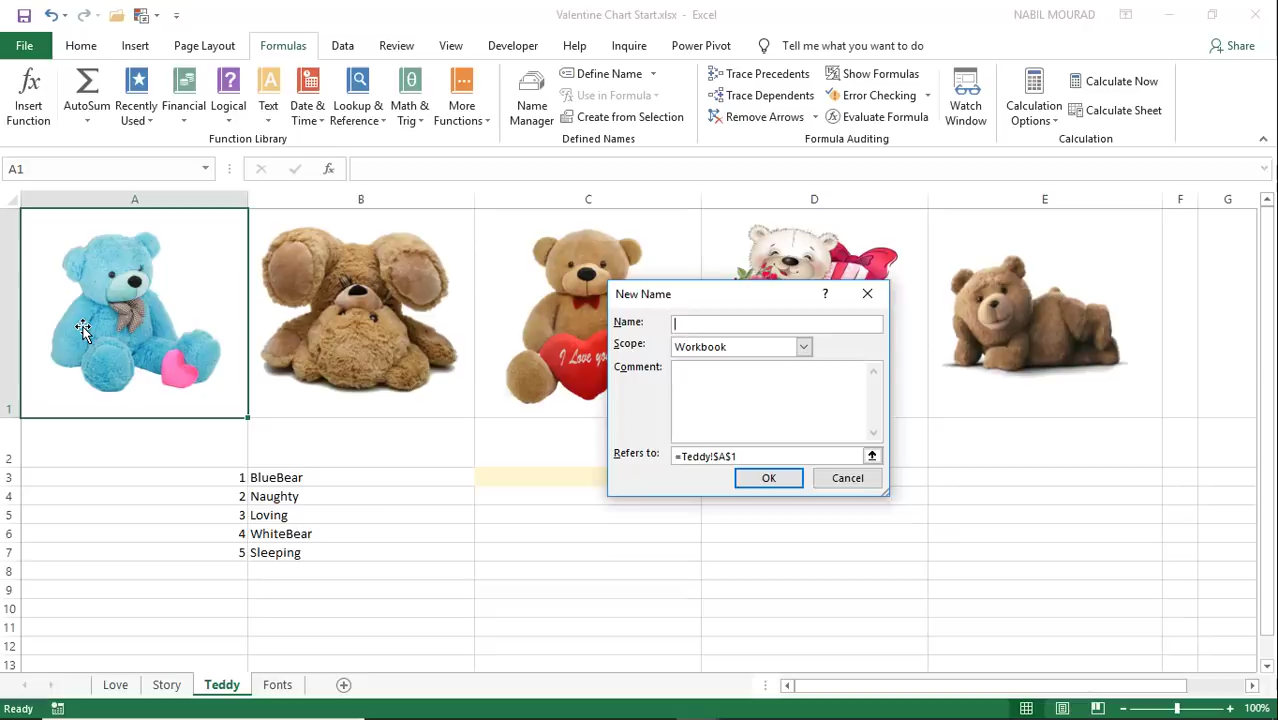 Valentine Chart Start.xlsx - Excel
NABIL MOURAD
File Home Insert Page Layout Formulas Data Review View Developer Help Inquire Power Pivot Tell me what you want to do Share
Insert Function
AutoSum
Recently Used
Financial
Logical
Text
Date & Time
Lookup & Reference
Math & Trig
More Functions
Function Library
Name Manager
Define Name
Use in Formula
Create from Selection
Defined Names
Trace Precedents
Trace Dependents
Remove Arrows
Show Formulas
Error Checking
Evaluate Formula
Formula Auditing
Watch Window
Calculation Options
Calculate Now
Calculate Sheet
Calculation
A1
fx
A B C D E F G
1
I Love you
New Name ?
Name:
Scope: Workbook
Comment:
Refers to: =Teddy!$A$1
OK Cancel
2
3 1 BlueBear
4 2 Naughty
5 3 Loving
6 4 WhiteBear
7 5 Sleeping
8
9
10
11
12
13
Love Story Teddy Fonts
Ready
100%